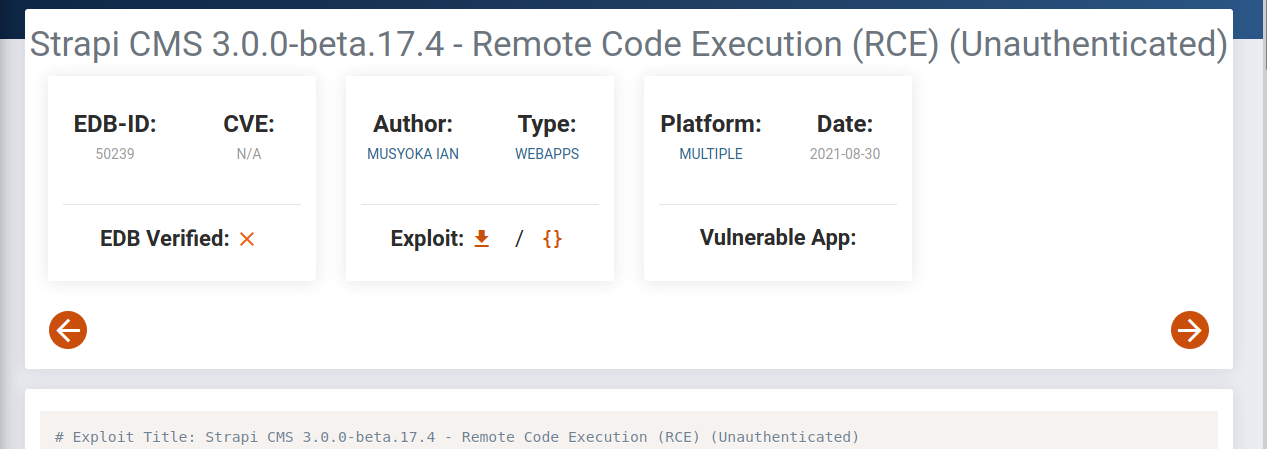 Strapi CMS 3.0.0-beta.17.4 - Remote Code Execution (RCE) (Unauthenticated)
EDB-ID: CVE:
50239 N/A
EDB Verified:
Author: Type:
MUSYOKA IAN WEBAPPS
Exploit: / {}
Platform: Date:
MULTIPLE 2021-08-30
Vulnerable App:
# Exploit Title: Strapi CMS 3.0.0-beta.17.4 - Remote Code Execution (RCE) (Unauthenticated)